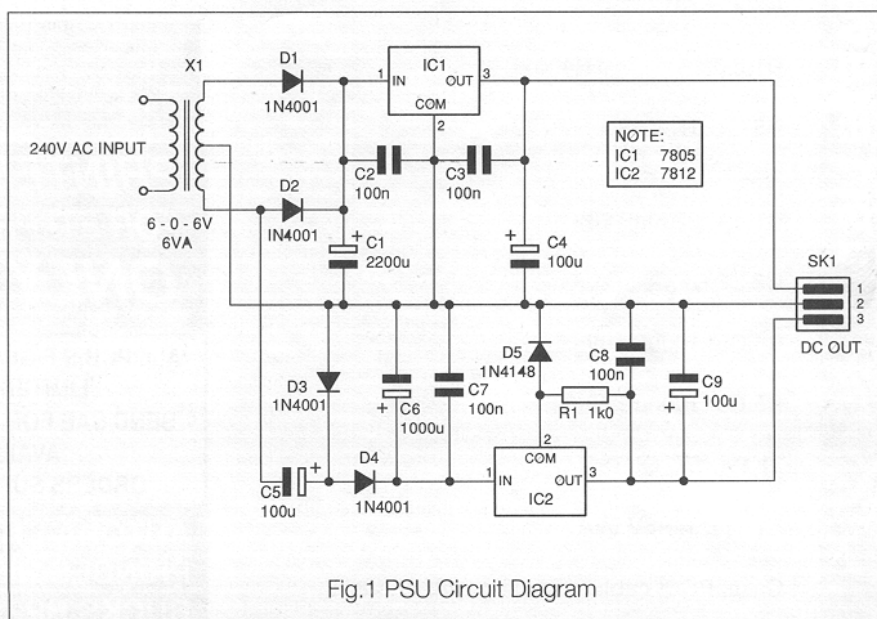 X1
D1
1N4001
1 IN IC1 OUT 3
COM
2
240V AC INPUT
C2
100n
C3
100n
NOTE:
IC1 7805
IC2 7812
D2
1N4001
6 - 0 - 6V
6VA
+
C1
2200u
+
C4
100u
SK1
1
2
3
DC OUT
D3
1N4001
C6
1000u
+
C7
100n
D5
1N4148
C8
100n
R1 1k0
C9
100u
+
C5
100u
+
D4
1N4001
2
COM
1 IN OUT 3
IC2
Fig.1 PSU Circuit Diagram